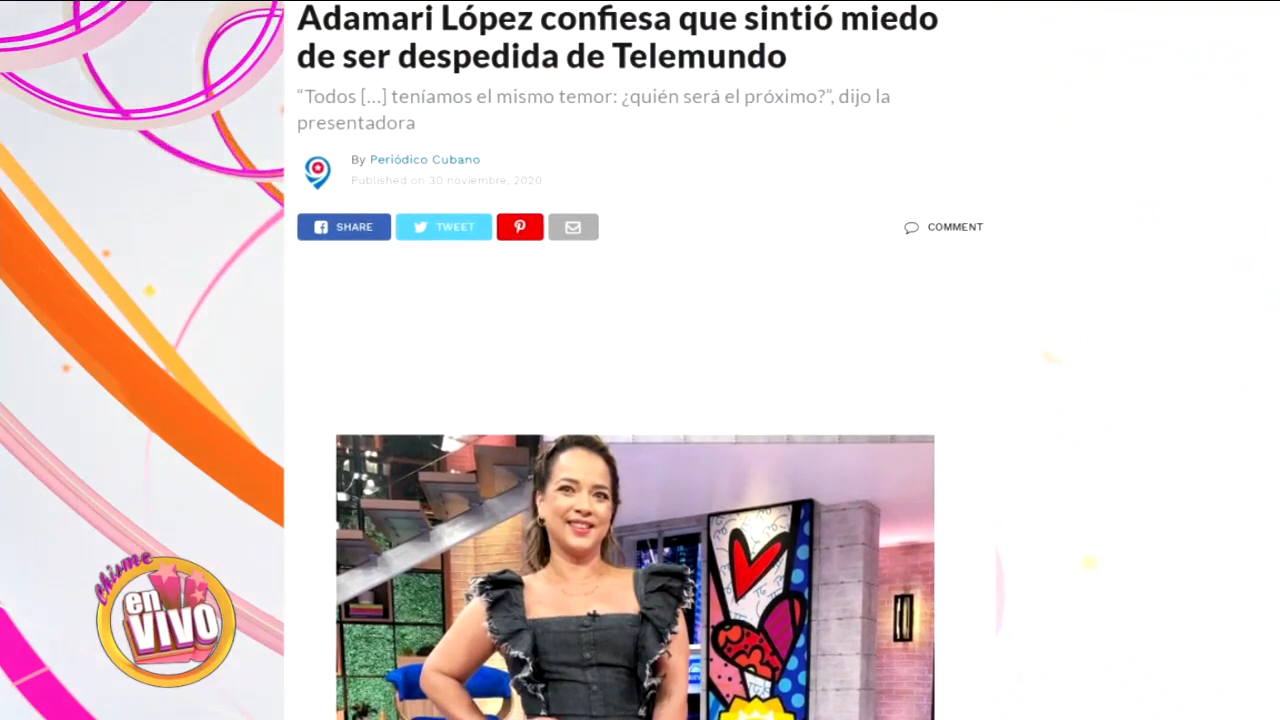 Adamari López confiesa que sintió miedo
de ser despedida de Telemundo
“Todos [...] teníamos el mismo temor: ¿quién será el próximo?”, dijo la
presentadora
By Periódico Cubano
Published on 30 noviembre, 2020
SHARE
TWEET
COMMENT
chisme
en
VIVO